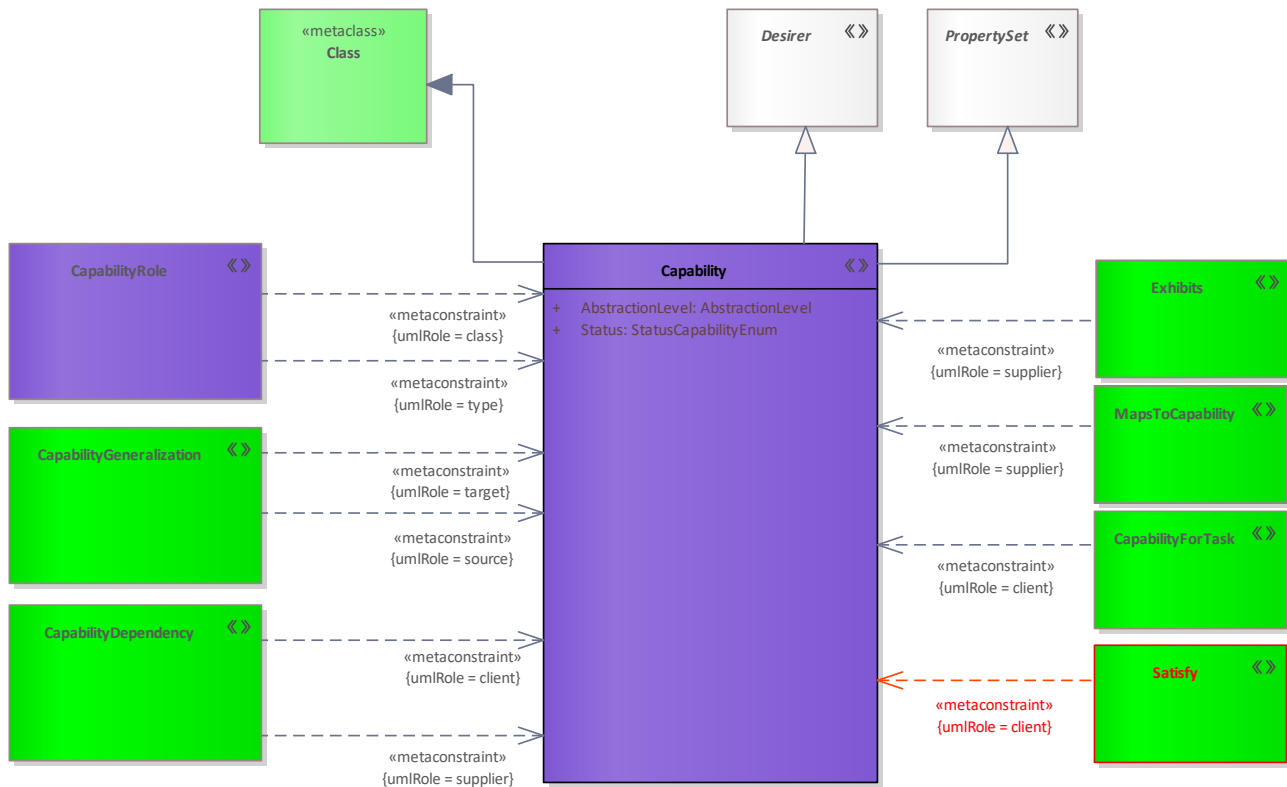 «metaclass»
Class
Desirer
«»
PropertySet
«»
CapabilityRole
«»
«metaconstraint»
{umlRole = class}
«metaconstraint»
{umlRole = type}
CapabilityGeneralization
«»
«metaconstraint»
{umlRole = target}
«metaconstraint»
{umlRole = source}
CapabilityDependency
«»
«metaconstraint»
{umlRole = client}
«metaconstraint»
{umlRole = supplier}
Capability
«»
+ AbstractionLevel: AbstractionLevel
+ Status: StatusCapabilityEnum
Exhibits
«»
«metaconstraint»
{umlRole = supplier}
MapsToCapability
«»
«metaconstraint»
{umlRole = supplier}
CapabilityForTask
«»
«metaconstraint»
{umlRole = client}
Satisfy
«»
«metaconstraint»
{umlRole = client}